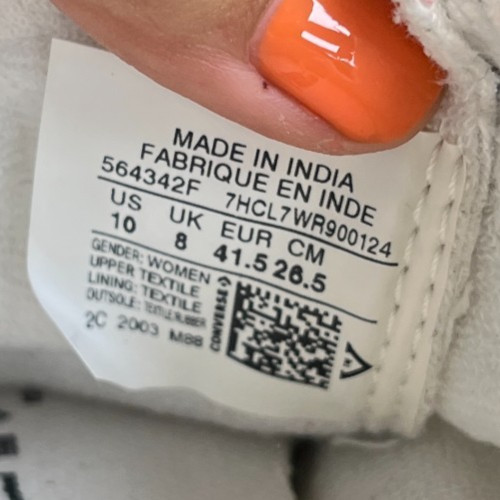 MADE IN INDIA
FABRIQUE EN INDE
564342F 7HCL7WR900124
US UK EUR CM
10 8 41.5 26.5
GENDER: WOMEN
UPPER TEXTILE
LINING: TEXTILE
OUTSOLE: TEXTILE/RUBBER
2C 2003 M88
CONVERSE